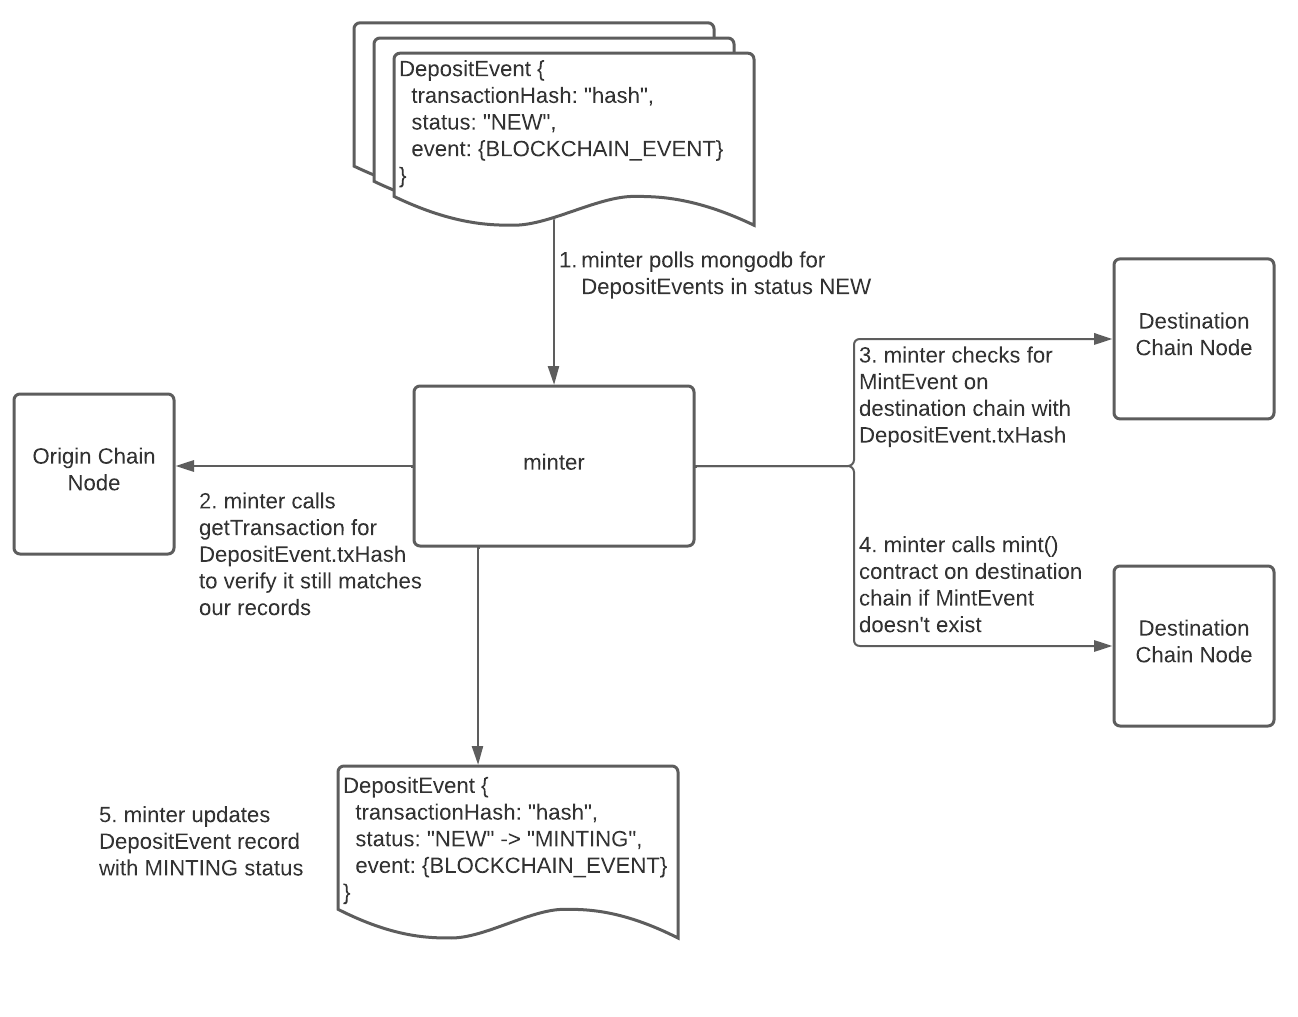 DepositEvent {
transactionHash: "hash",
status: "NEW",
event: {BLOCKCHAIN_EVENT}
}
1. minter polls mongodb for
DepositEvents in status NEW
Destination
Chain Node
3. minter checks for
MintEvent on
destination chain with
DepositEvent.txHash
Origin Chain
Node
minter
2. minter calls
getTransaction for
DepositEvent.txHash
to verify it still matches
our records
4. minter calls mint()
contract on destination
chain if MintEvent
doesn't exist
Destination
Chain Node
5. minter updates
DepositEvent record
with MINTING status
DepositEvent {
transactionHash: "hash",
status: "NEW" -> "MINTING",
event: {BLOCKCHAIN_EVENT}
}